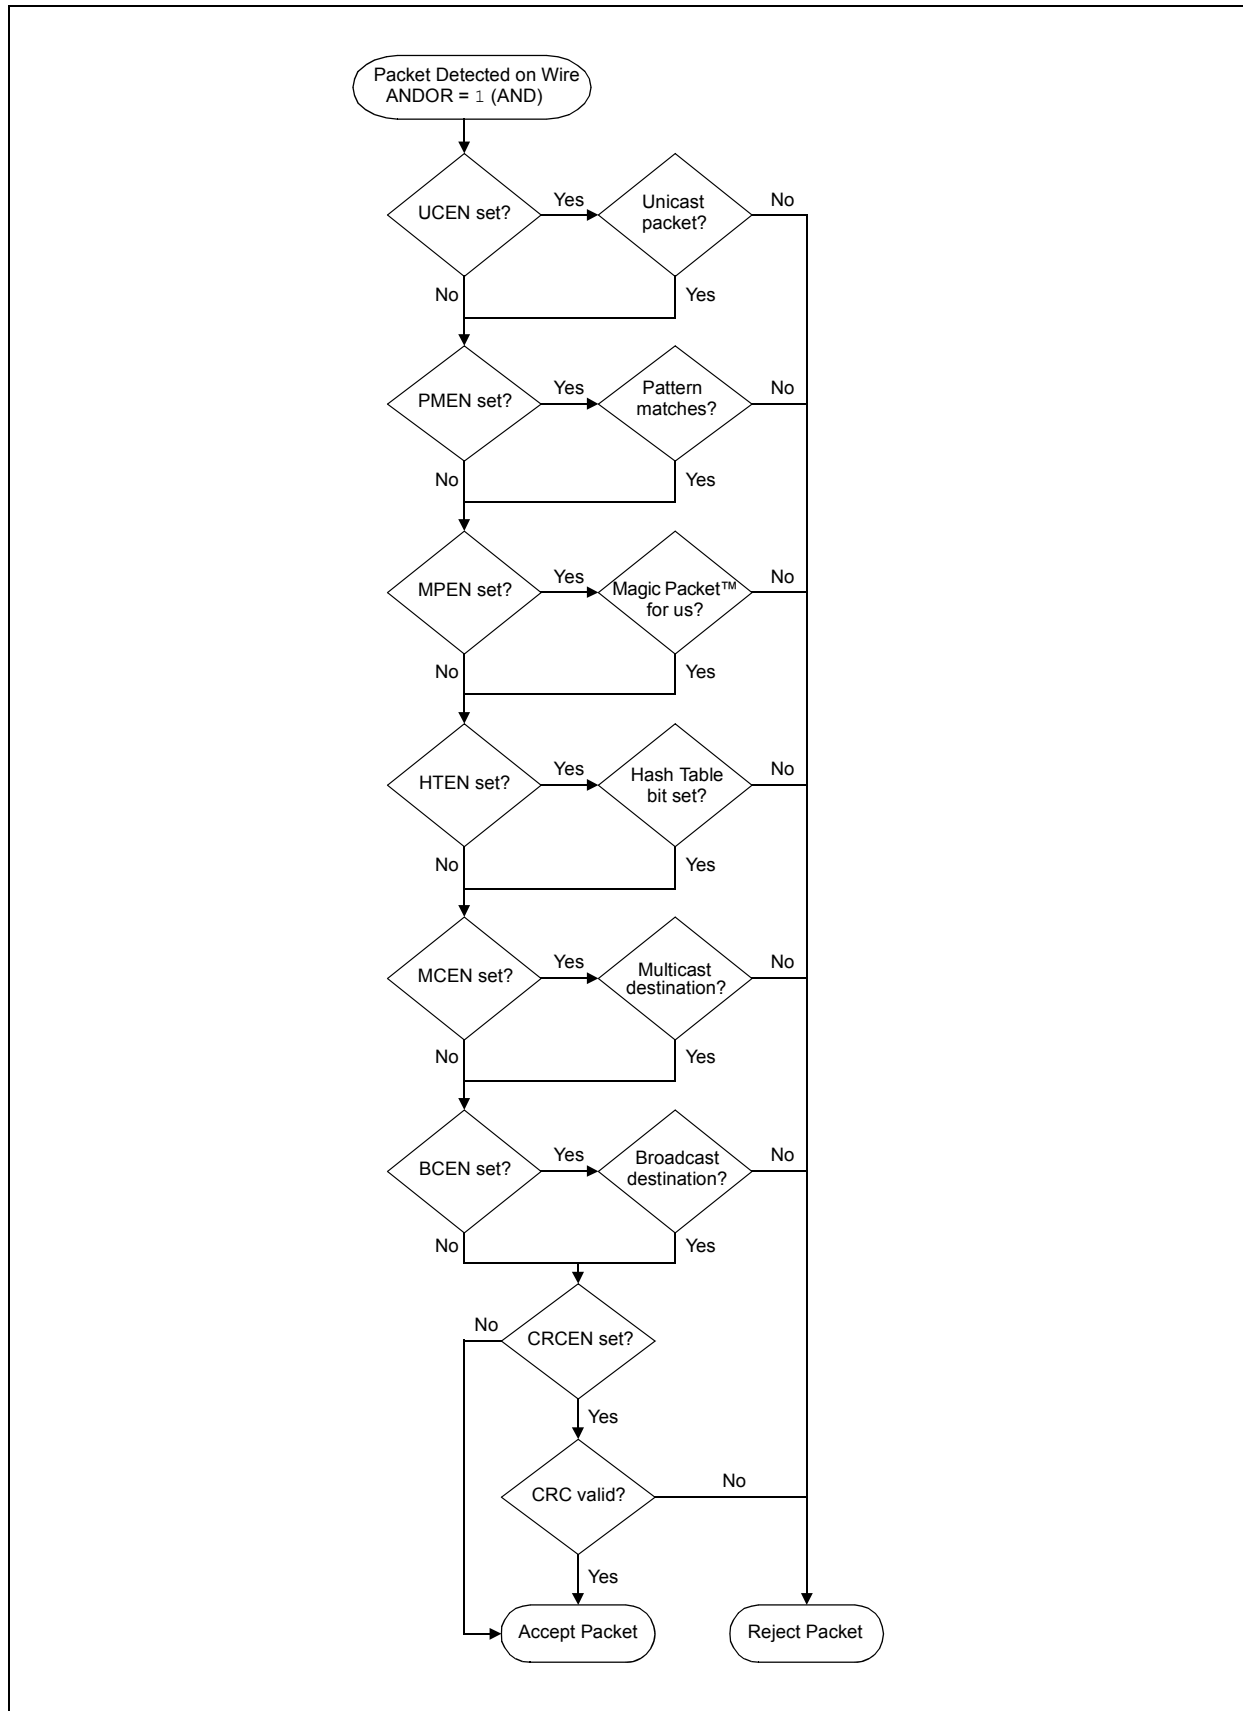 Packet Detected on Wire
ANDOR = 1 (AND)
UCEN set?
Yes
Unicast
packet?
No
No
Yes
PMEN set?
Yes
Pattern
matches?
No
No
Yes
MPEN set?
Yes
Magic Packet™
for us?
No
No
Yes
HTEN set?
Yes
Hash Table
bit set?
No
No
Yes
MCEN set?
Yes
Multicast
destination?
No
No
Yes
BCEN set?
Yes
Broadcast
destination?
No
No
Yes
No
CRCEN set?
Yes
CRC valid?
No
Yes
Accept Packet
Reject Packet